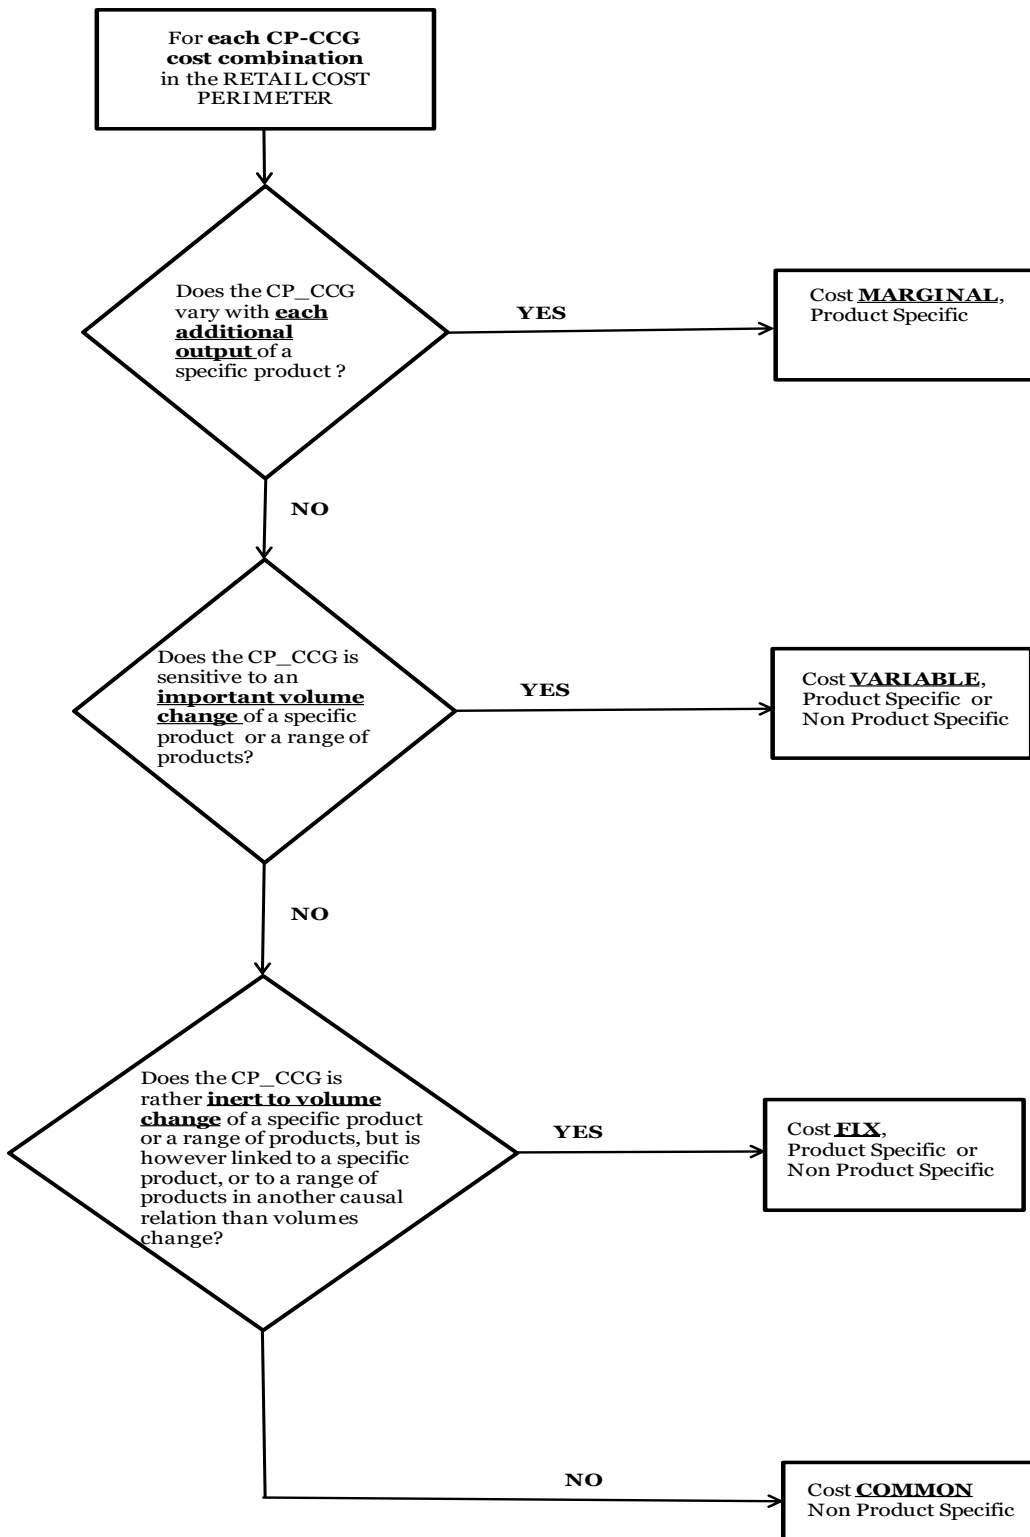 For each CP-CCG
cost combination
in the RETAIL COST
PERIMETER
Does the CP_CCG
vary with each
additional
output of a
specific product ?
YES
Cost MARGINAL,
Product Specific
NO
Does the CP_CCG is
sensitive to an
important volume
change of a specific
product or a range of
products?
YES
Cost VARIABLE,
Product Specific or
Non Product Specific
NO
Does the CP_CCG is
rather inert to volume
change of a specific product
or a range of products, but is
however linked to a specific
product, or to a range of
products in another causal
relation than volumes
change?
YES
Cost FIX,
Product Specific or
Non Product Specific
NO
Cost COMMON
Non Product Specific